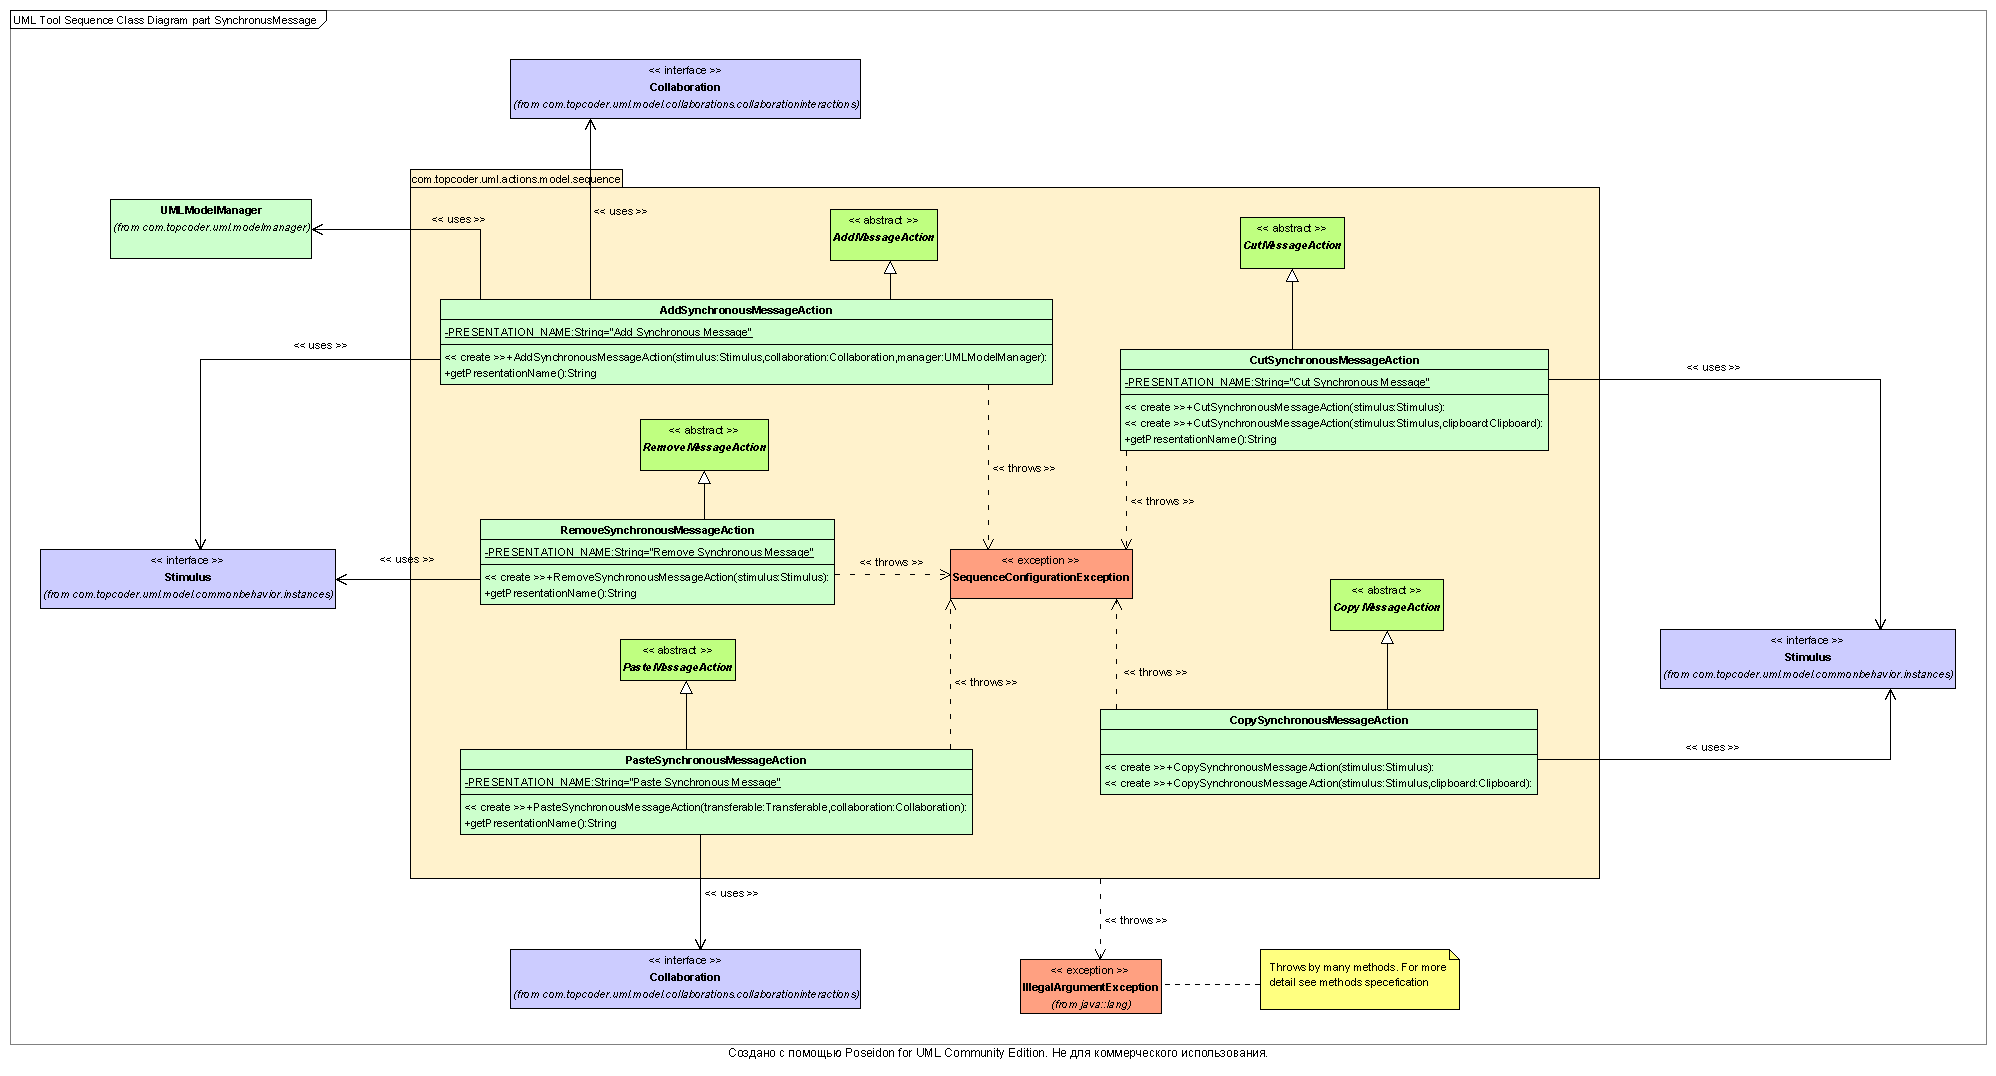 UML Tool Sequence Class Diagram part SynchronusMessage
<< interface >>
Collaboration
(from com.topcoder.uml.model.collaborations.collaborationinteractions)
com.topcoder.uml.actions.model.sequence
UMLModelManager
(from com.topcoder.uml.modelmanager)
<< uses >>
<< uses >>
<< abstract >>
AddMessageAction
<< abstract >>
CutMessageAction
AddSynchronousMessageAction
-PRESENTATION_NAME:String="Add Synchronous Message"
<< create >>+AddSynchronousMessageAction(stimulus:Stimulus,collaboration:Collaboration,manager:UMLModelManager):
+getPresentationName():String
<< uses >>
CutSynchronousMessageAction
-PRESENTATION_NAME:String="Cut Synchronous Message"
<< create >>+CutSynchronousMessageAction(stimulus:Stimulus):
<< create >>+CutSynchronousMessageAction(stimulus:Stimulus,clipboard:Clipboard):
+getPresentationName():String
<< uses >>
<< abstract >>
RemoveMessageAction
<< throws >>
<< throws >>
RemoveSynchronousMessageAction
-PRESENTATION_NAME:String="Remove Synchronous Message"
<< create >>+RemoveSynchronousMessageAction(stimulus:Stimulus):
+getPresentationName():String
<< uses >>
<< throws >>
<< interface >>
Stimulus
(from com.topcoder.uml.model.commonbehavior.instances)
<< exception >>
SequenceConfigurationException
<< abstract >>
CopyMessageAction
<< abstract >>
PasteMessageAction
<< throws >>
<< throws >>
<< interface >>
Stimulus
(from com.topcoder.uml.model.commonbehavior.instances)
CopySynchronousMessageAction
<< create >>+CopySynchronousMessageAction(stimulus:Stimulus):
<< create >>+CopySynchronousMessageAction(stimulus:Stimulus,clipboard:Clipboard):
<< uses >>
PasteSynchronousMessageAction
-PRESENTATION_NAME:String="Paste Synchronous Message"
<< create >>+PasteSynchronousMessageAction(transferable:Transferable,collaboration:Collaboration):
+getPresentationName():String
<< uses >>
<< throws >>
<< interface >>
Collaboration
(from com.topcoder.uml.model.collaborations.collaborationinteractions)
<< exception >>
IllegalArgumentException
(from java::lang)
Throws by many methods. For more
detail see methods specefication
Создано с помощью Poseidon for UML Community Edition. Не для коммерческого использования.